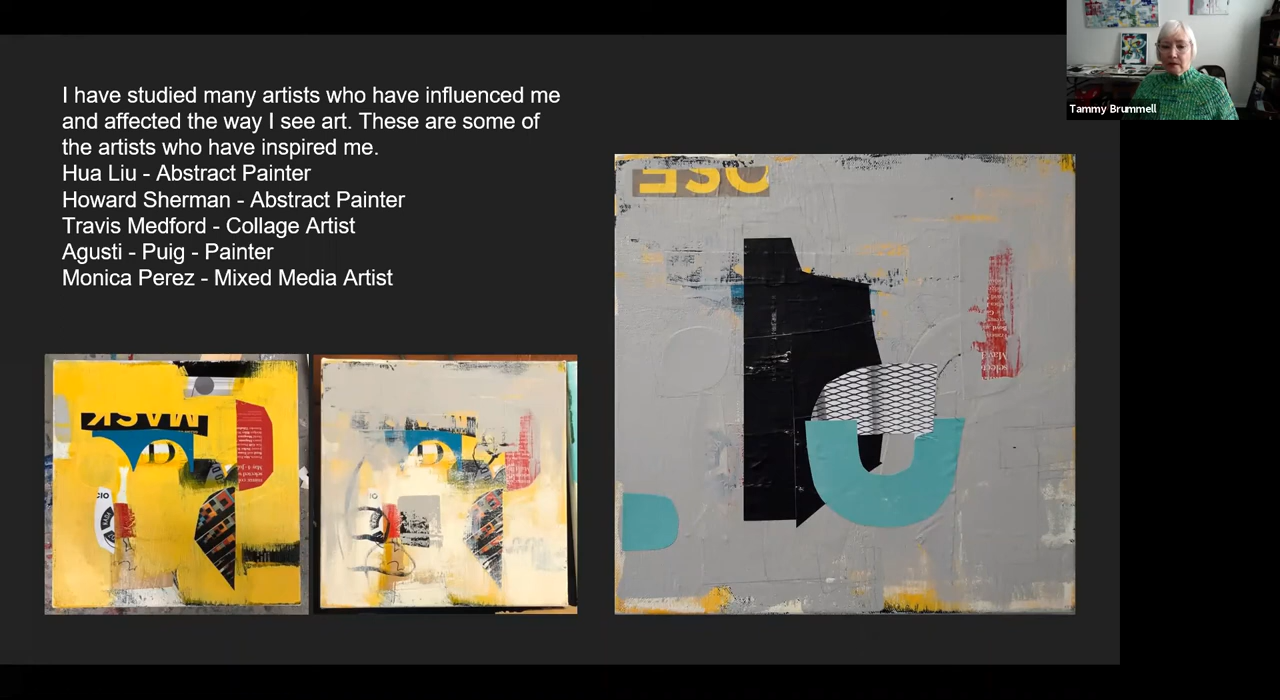 I have studied many artists who have influenced me
and affected the way I see art. These are some of
the artists who have inspired me.
Hua Liu - Abstract Painter
Howard Sherman - Abstract Painter
Travis Medford - Collage Artist
Agusti - Puig - Painter
Monica Perez - Mixed Media Artist
Tammy Brummell
MASK
D
CIO
D